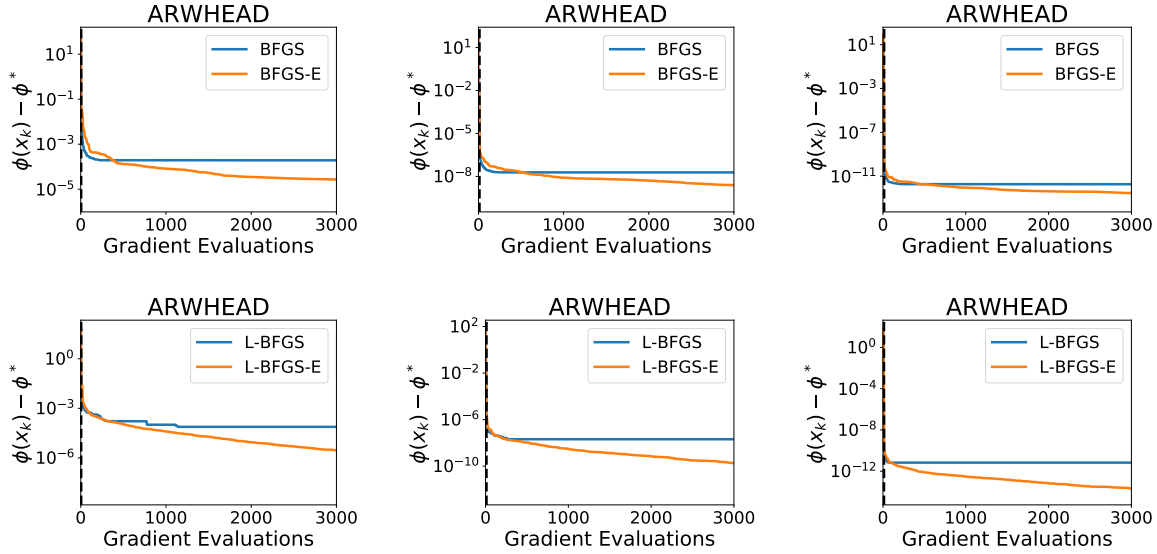 ARWHEAD
ϕ(x_k) − ϕ*
10^1
10^−1
10^−3
10^−5
BFGS
BFGS-E
0 1000 2000 3000
Gradient Evaluations
ARWHEAD
ϕ(x_k) − ϕ*
10^1
10^−2
10^−5
10^−8
BFGS
BFGS-E
0 1000 2000 3000
Gradient Evaluations
ARWHEAD
ϕ(x_k) − ϕ*
10^1
10^−3
10^−7
10^−11
BFGS
BFGS-E
0 1000 2000 3000
Gradient Evaluations
ARWHEAD
ϕ(x_k) − ϕ*
10^0
10^−3
10^−6
L-BFGS
L-BFGS-E
0 1000 2000 3000
Gradient Evaluations
ARWHEAD
ϕ(x_k) − ϕ*
10^2
10^−2
10^−6
10^−10
L-BFGS
L-BFGS-E
0 1000 2000 3000
Gradient Evaluations
ARWHEAD
ϕ(x_k) − ϕ*
10^0
10^−4
10^−8
10^−12
L-BFGS
L-BFGS-E
0 1000 2000 3000
Gradient Evaluations